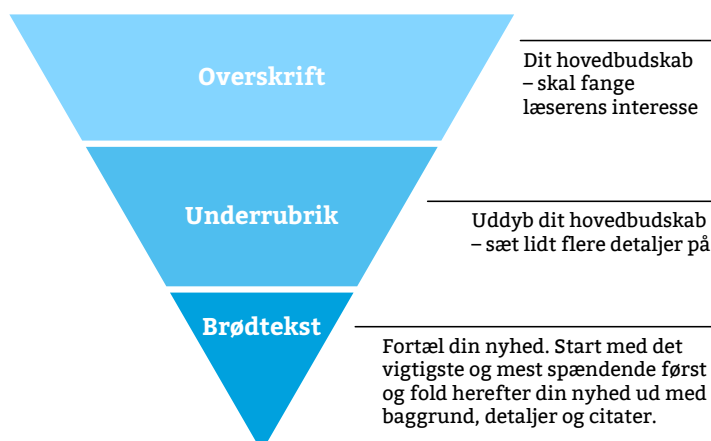 Overskrift
Dit hovedbudskab
– skal fange
læserens interesse
Underrubrik
Uddyb dit hovedbudskab
– sæt lidt flere detaljer på
Brødtekst
Fortæl din nyhed. Start med det
vigtigste og mest spændende først
og fold herefter din nyhed ud med
baggrund, detaljer og citater.